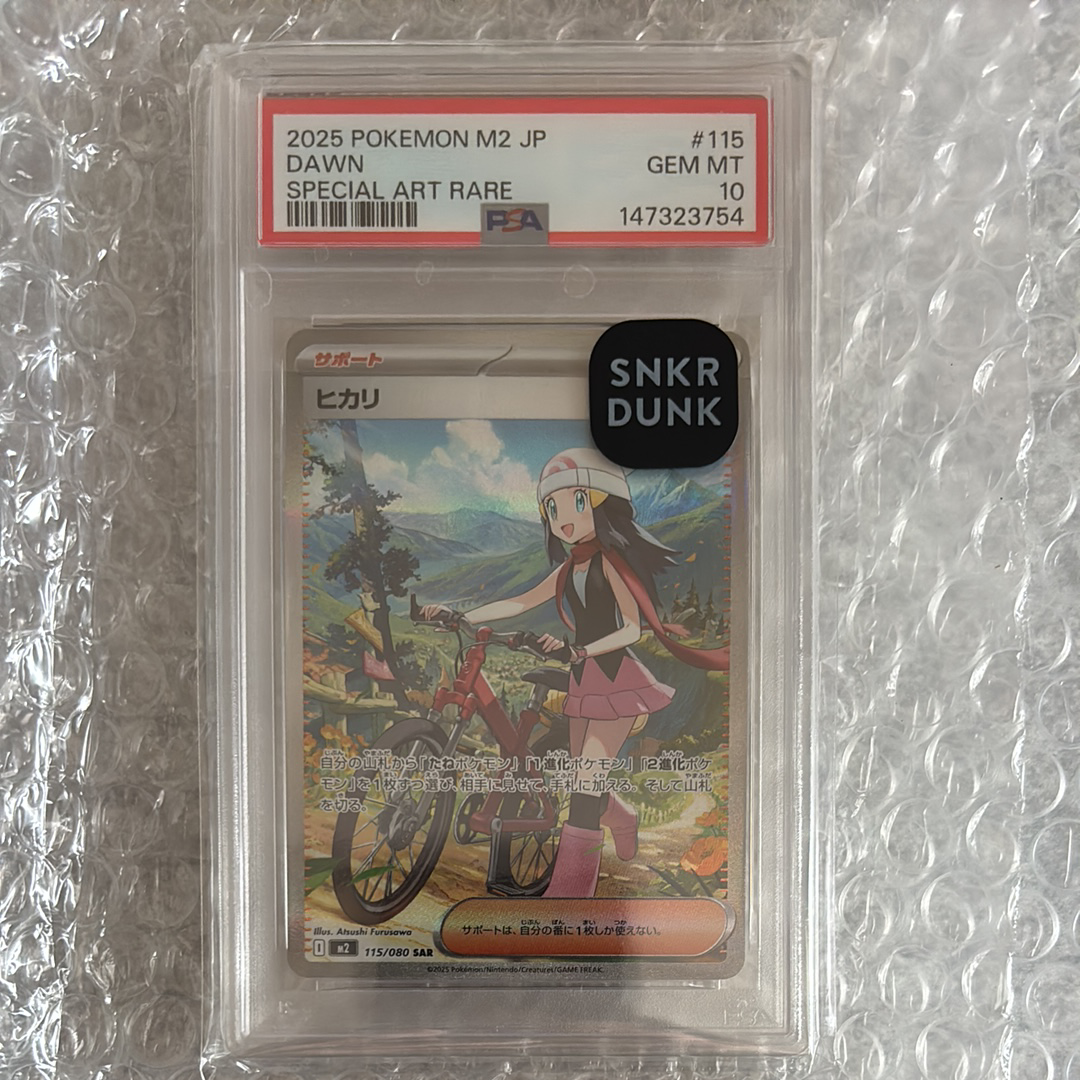 2025 POKEMON M2 JP #115
DAWN GEM MT
SPECIAL ART RARE 10
PSA 147323754
サポート
SNKR
DUNK
ヒカリ
自分の山札から「たねポケモン」「1進化ポケモン」「2進化ポケ
モン」を1枚ずつ選び、相手に見せて、手札に加える。そして山札
を切る。
サポートは、自分の番に1枚しか使えない。
Illus. Atsushi Furusawa
I m2 115/080 SAR
©2025 Pokémon/Nintendo/Creatures/GAME FREAK.